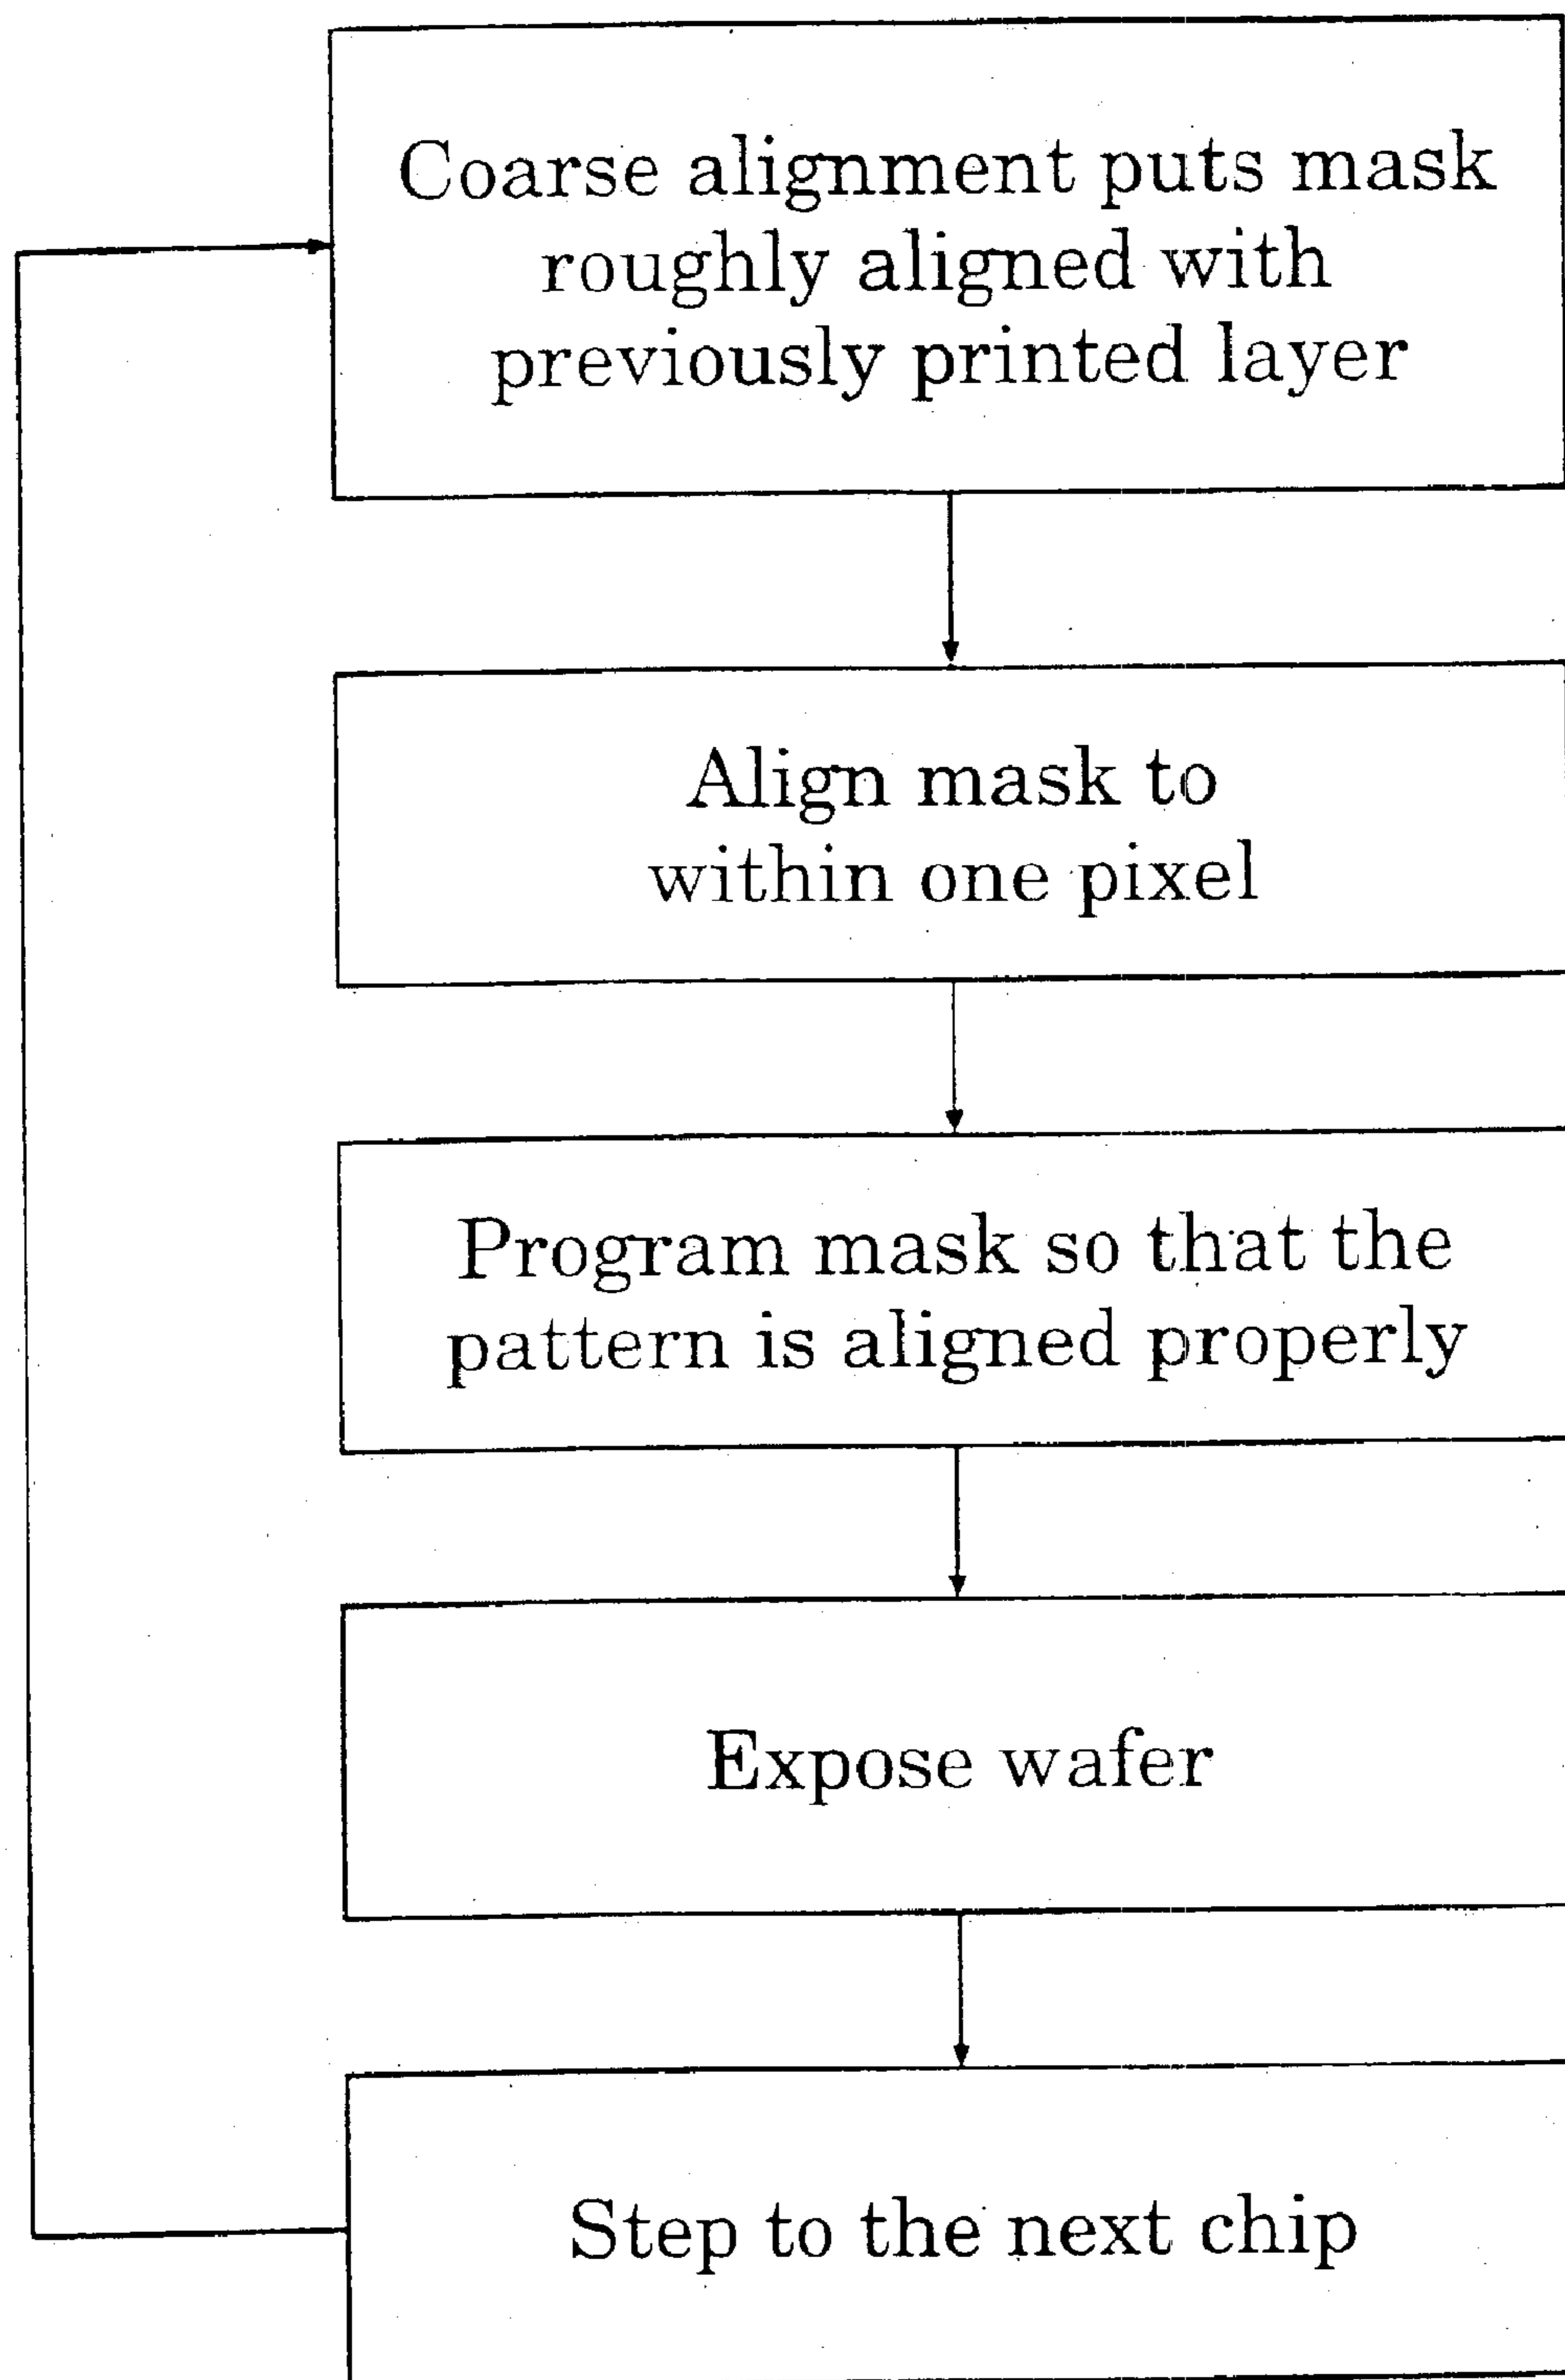 Coarse alignment puts mask
roughly aligned with
previously printed layer
Align mask to
within one pixel
Program mask so that the
pattern is aligned properly
Expose wafer
Step to the next chip